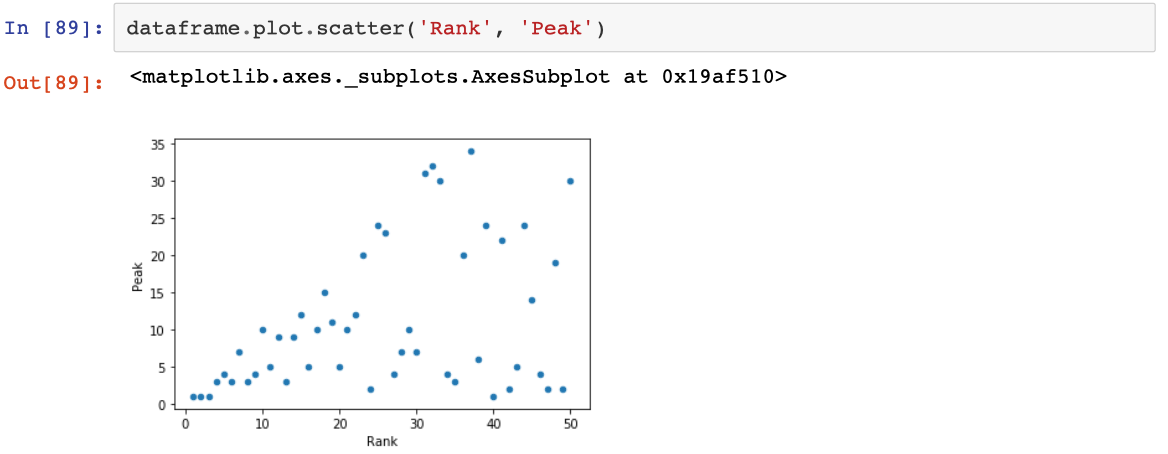 In [89]: dataframe.plot.scatter('Rank', 'Peak')
Out[89]: <matplotlib.axes._subplots.AxesSubplot at 0x19af510>
35
30
25
20
15
10
5
0
Peak
0 10 20 30 40 50
Rank